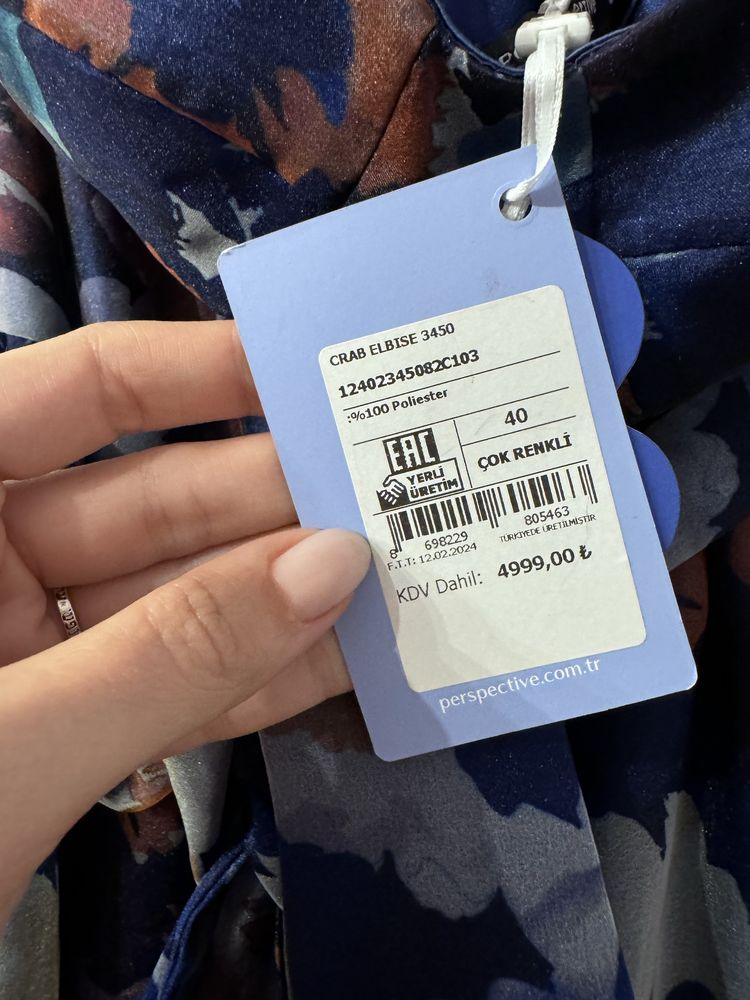 CRAB ELBISE 3450
12402345082C103
:%100 Poliester
40
EAC
ÇOK RENKLİ
YERLİ
ÜRETİM
8 698229 805463
F.T.T: 12.02.2024
TÜRKİYEDE ÜRETİLMİŞTİR
KDV Dahil: 4999,00 ₺
perspective.com.tr